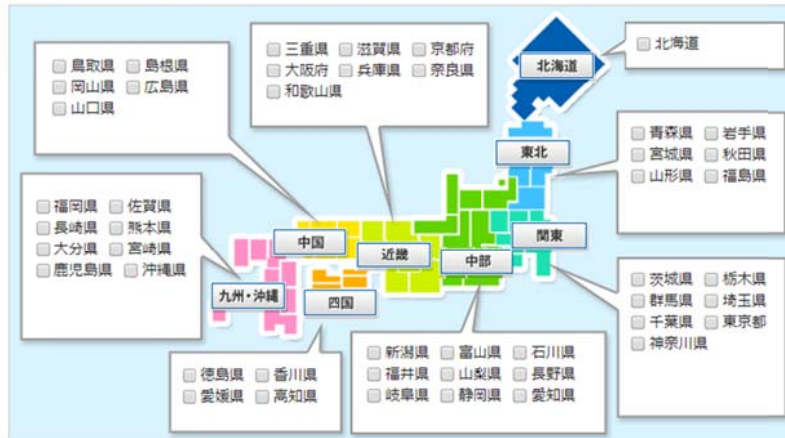 鳥取県 島根県
岡山県 広島県
山口県
三重県 滋賀県 京都府
大阪府 兵庫県 奈良県
和歌山県
北海道
北海道
青森県 岩手県
宮城県 秋田県
山形県 福島県
東北
福岡県 佐賀県
長崎県 熊本県
大分県 宮崎県
鹿児島県 沖縄県
中国
近畿
中部
関東
九州・沖縄
四国
茨城県 栃木県
群馬県 埼玉県
千葉県 東京都
神奈川県
徳島県 香川県
愛媛県 高知県
新潟県 富山県 石川県
福井県 山梨県 長野県
岐阜県 静岡県 愛知県